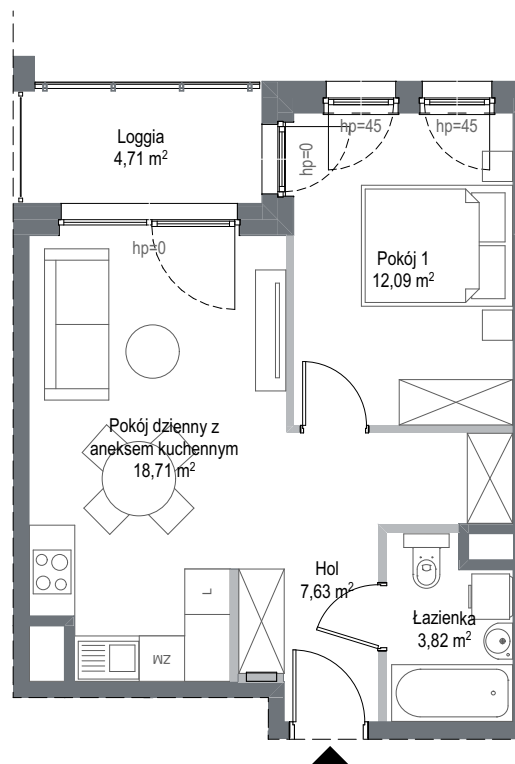 Loggia
4,71 m²
hp=45
hp=45
hp=0
hp=0
Pokój 1
12,09 m²
Pokój dzienny z
aneksem kuchennym
18,71 m²
Hol
7,63 m²
L
Łazienka
3,82 m²
ZM